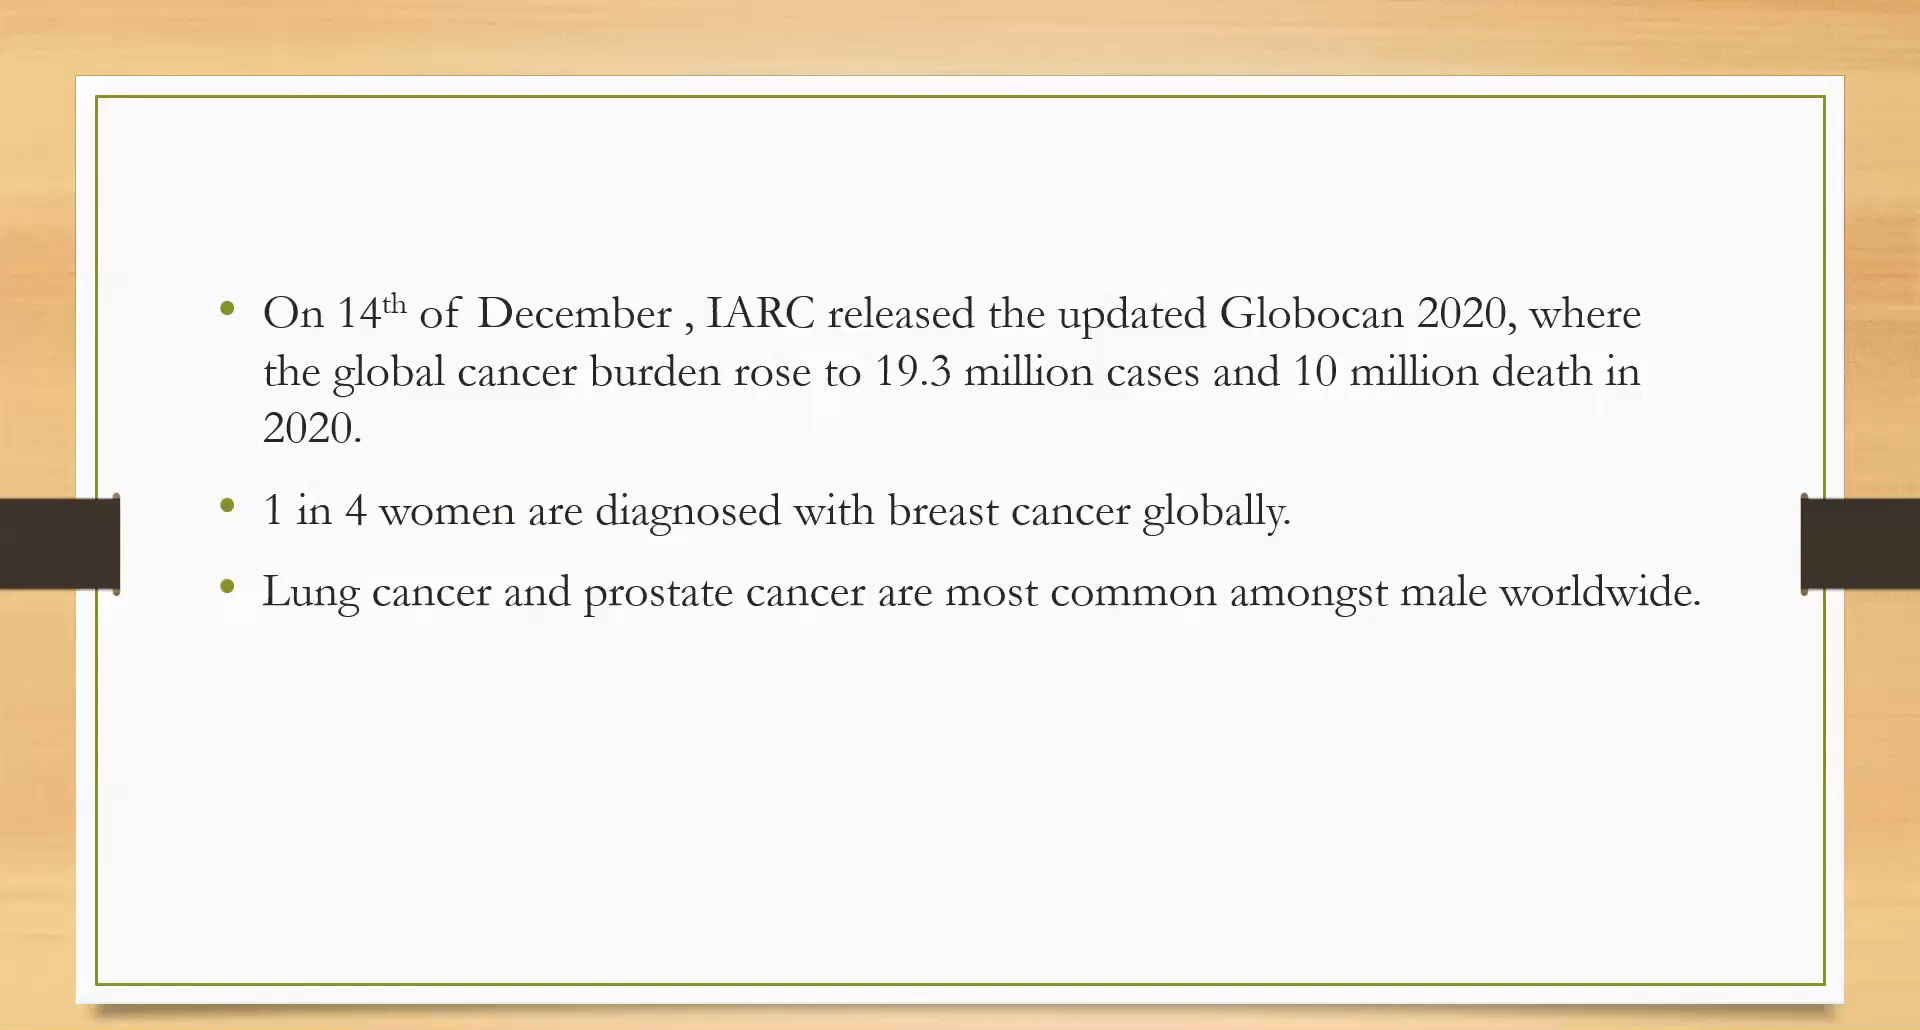 • On 14th of December , IARC released the updated Globocan 2020, where
the global cancer burden rose to 19.3 million cases and 10 million death in
2020.
• 1 in 4 women are diagnosed with breast cancer globally.
• Lung cancer and prostate cancer are most common amongst male worldwide.